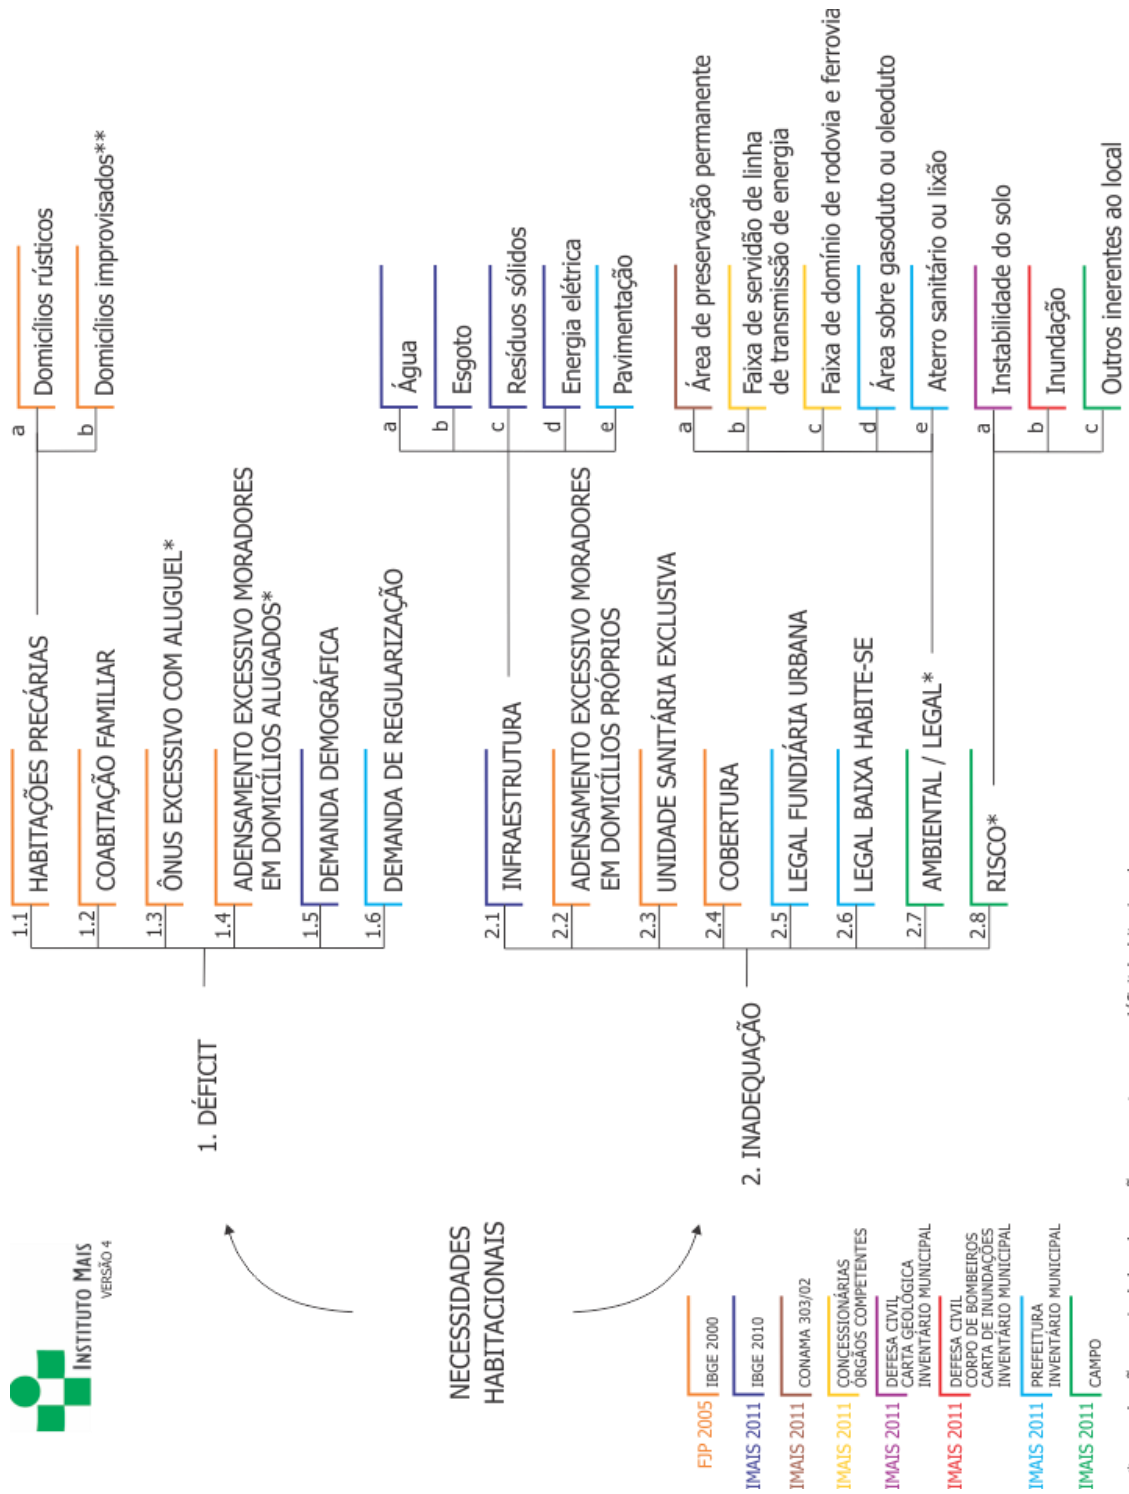 INSTITUTO MAIS
VERSÃO 4
NECESSIDADES
HABITACIONAIS
1. DÉFICIT
1.1 HABITAÇÕES PRECÁRIAS
a Domicílios rústicos
b Domicílios improvisados**
1.2 COABITAÇÃO FAMILIAR
1.3 ÔNUS EXCESSIVO COM ALUGUEL*
1.4 ADENSAMENTO EXCESSIVO MORADORES
EM DOMICÍLIOS ALUGADOS*
1.5 DEMANDA DEMOGRÁFICA
1.6 DEMANDA DE REGULARIZAÇÃO
2. INADEQUAÇÃO
2.1 INFRAESTRUTURA
a Água
b Esgoto
c Resíduos sólidos
d Energia elétrica
e Pavimentação
2.2 ADENSAMENTO EXCESSIVO MORADORES
EM DOMICÍLIOS PRÓPRIOS
2.3 UNIDADE SANITÁRIA EXCLUSIVA
2.4 COBERTURA
2.5 LEGAL FUNDIÁRIA URBANA
2.6 LEGAL BAIXA HABITE-SE
2.7 AMBIENTAL / LEGAL*
a Área de preservação permanente
b Faixa de servidão de linha
de transmissão de energia
c Faixa de domínio de rodovia e ferrovia
d Área sobre gasoduto ou oleoduto
e Aterro sanitário ou lixão
2.8 RISCO*
a Instabilidade do solo
b Inundação
c Outros inerentes ao local
FJP 2005 IBGE 2000
IMAIS 2011 IBGE 2010
IMAIS 2011 CONAMA 303/02
IMAIS 2011 CONCESSIONÁRIAS
ÓRGÃOS COMPETENTES
IMAIS 2011 DEFESA CIVIL
CARTA GEOLÓGICA
INVENTÁRIO MUNICIPAL
IMAIS 2011 DEFESA CIVIL
CORPO DE BOMBEIROS
CARTA DE INUNDAÇÕES
INVENTÁRIO MUNICIPAL
IMAIS 2011 PREFEITURA
INVENTÁRIO MUNICIPAL
IMAIS 2011 CAMPO